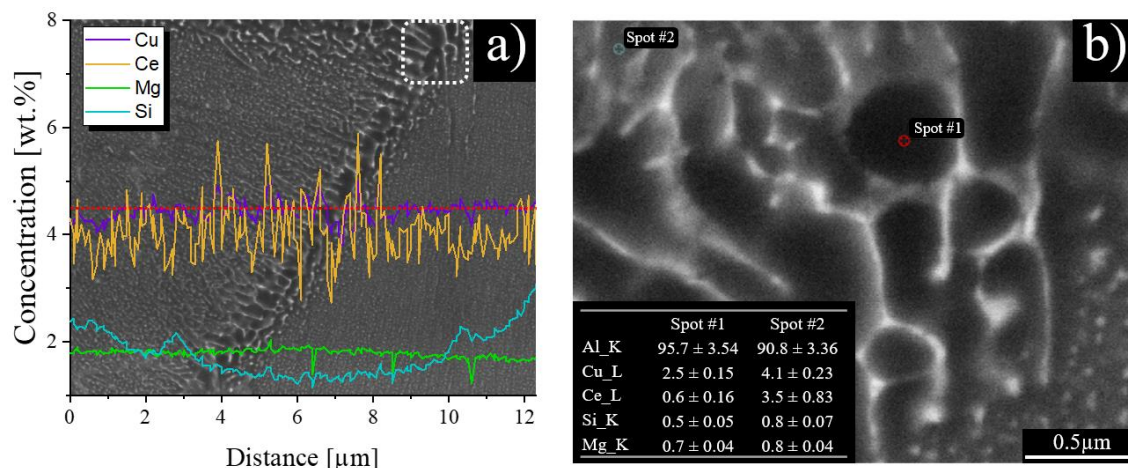 a)
Cu
Ce
Mg
Si
8
6
4
2
0 2 4 6 8 10 12
Concentration [wt.%]
Distance [µm]
b)
Spot #2
Spot #1
Spot #1 Spot #2
Al_K 95.7 ± 3.54 90.8 ± 3.36
Cu_L 2.5 ± 0.15 4.1 ± 0.23
Ce_L 0.6 ± 0.16 3.5 ± 0.83
Si_K 0.5 ± 0.05 0.8 ± 0.07
Mg_K 0.7 ± 0.04 0.8 ± 0.04
0.5µm